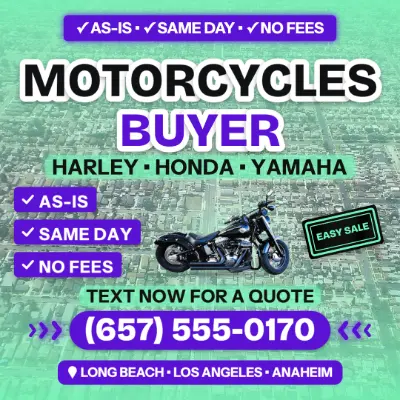 ✓AS-IS • ✓SAME DAY • ✓NO FEES
MOTORCYCLES
BUYER
HARLEY • HONDA • YAMAHA
✓ AS-IS
✓ SAME DAY
✓ NO FEES
EASY SALE
TEXT NOW FOR A QUOTE
(657) 555-0170
LONG BEACH • LOS ANGELES • ANAHEIM